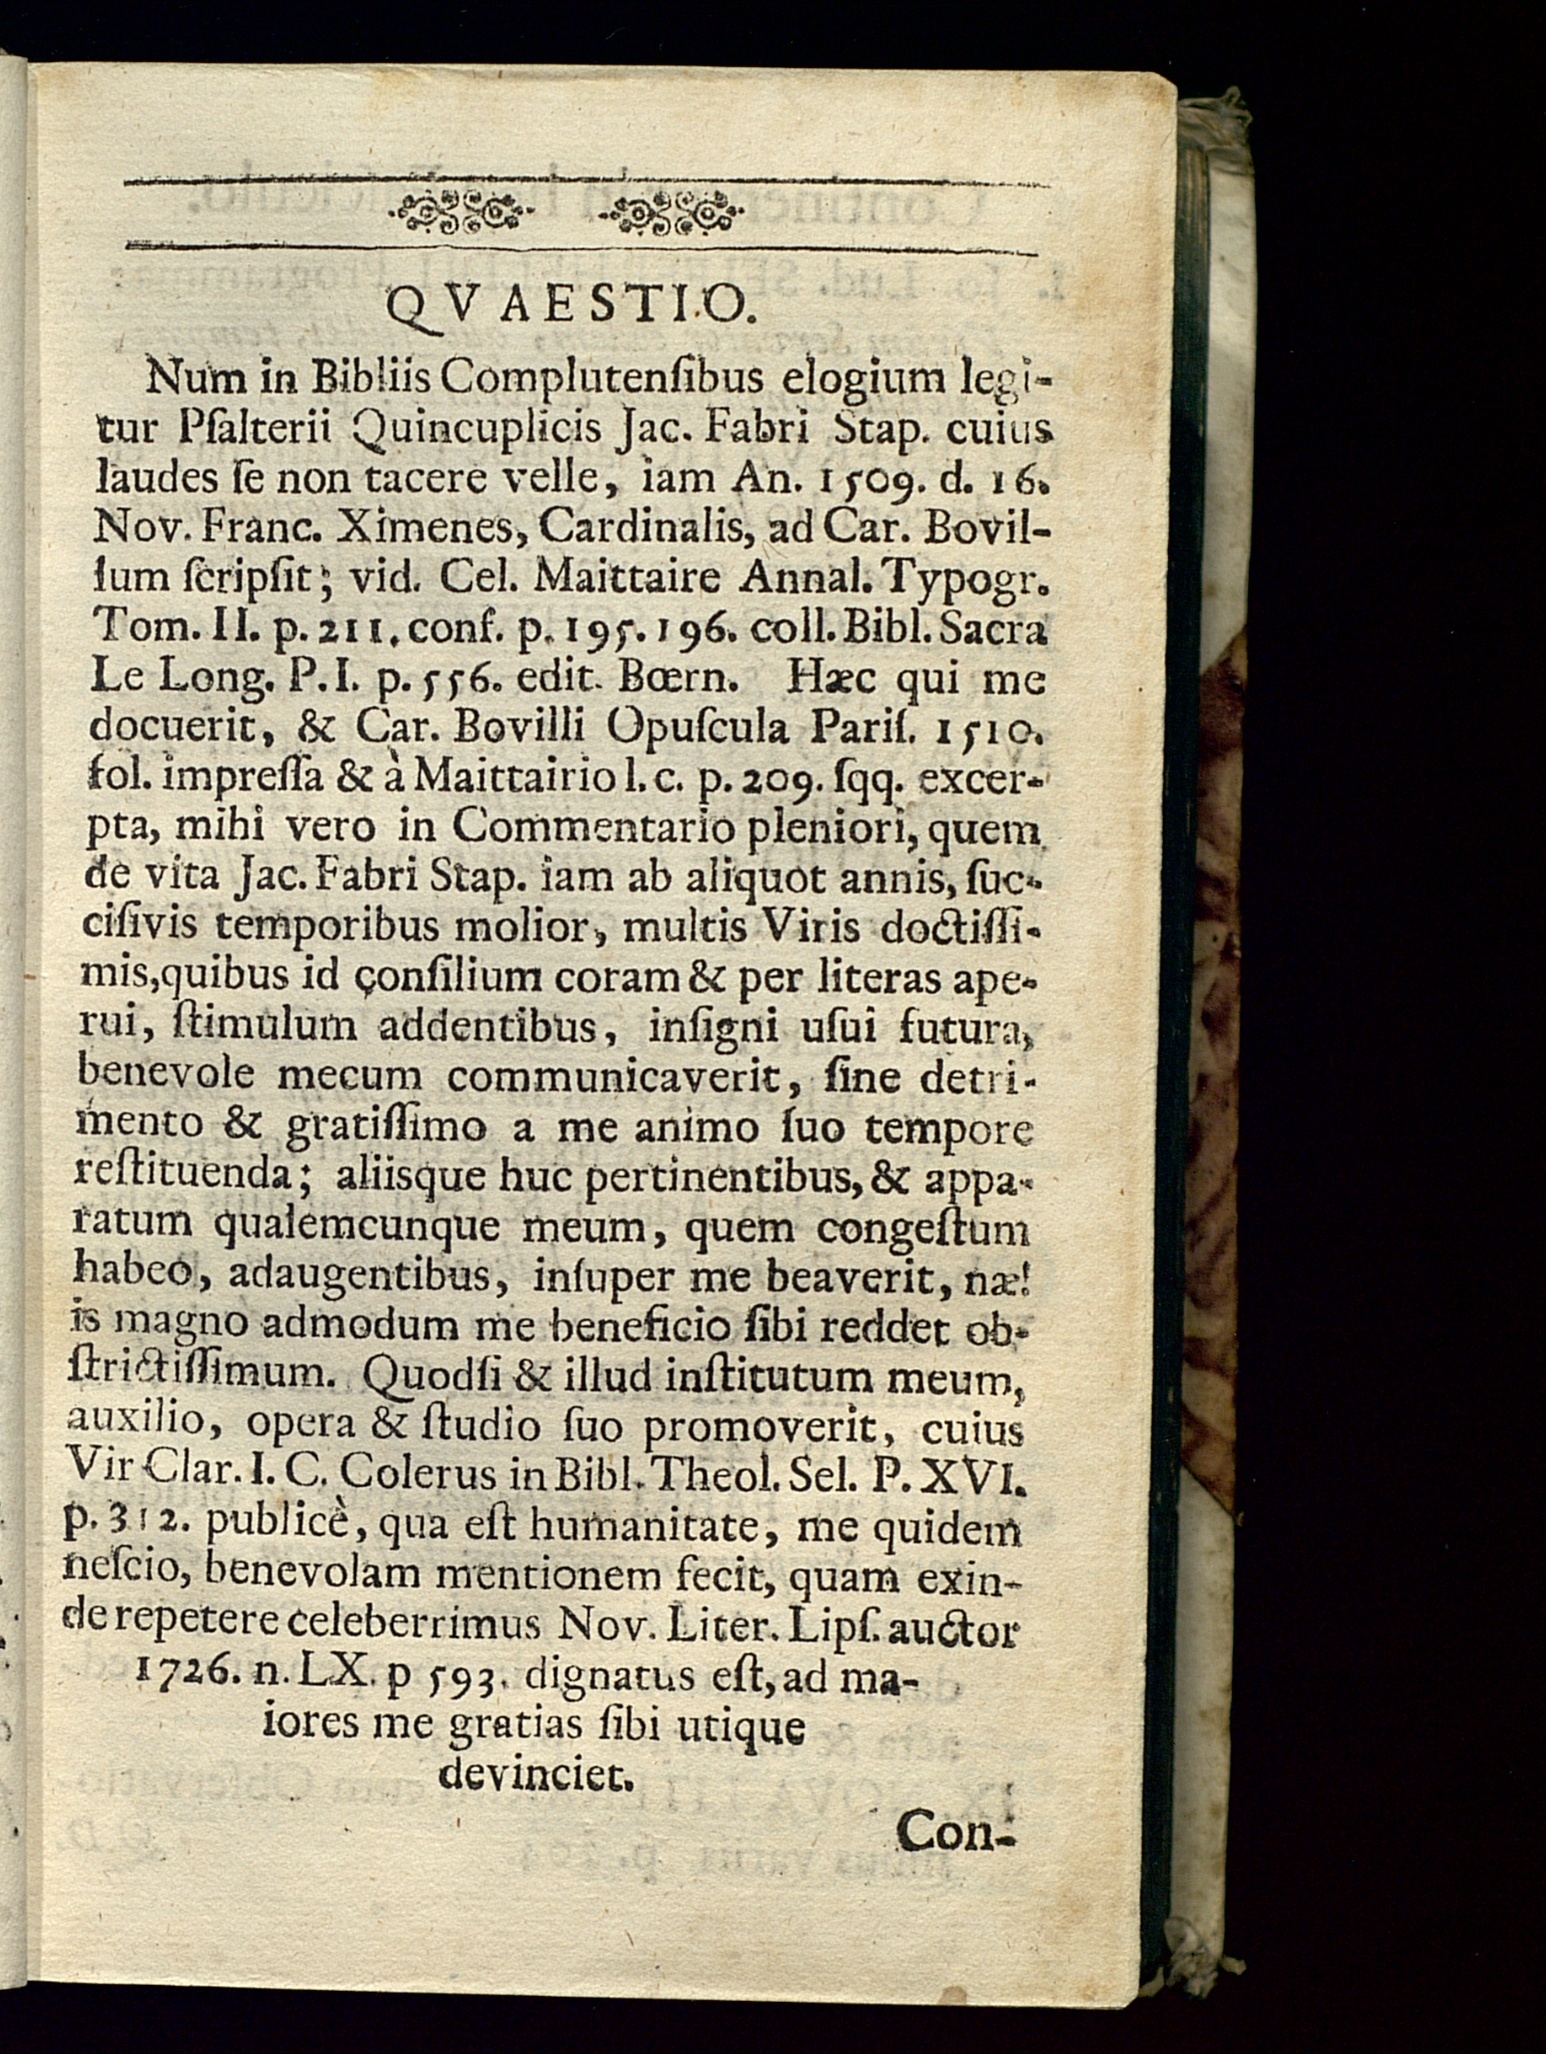 QVAESTIO.
Num in Bibliis Complutenſibus elogium legi-
tur Pſalterii Quincuplicis Jac. Fabri Stap. cuius
laudes ſe non tacere velle, iam An. 1509. d. 16.
Nov. Franc. Ximenes, Cardinalis, ad Car. Bovil-
lum ſcripſit; vid. Cel. Maittaire Annal. Typogr.
Tom. II. p. 211. conf. p. 195. 196. coll. Bibl. Sacra
Le Long. P. I. p. 556. edit. Bœrn. Hæc qui me
docuerit, & Car. Bovilli Opuſcula Pariſ. 1510.
fol. impreſſa & à Maittairio l. c. p. 209. ſqq. excer-
pta, mihi vero in Commentario pleniori, quem
de vita Jac. Fabri Stap. iam ab aliquot annis, ſuc-
ciſivis temporibus molior, multis Viris doctiſſi-
mis, quibus id conſilium coram & per literas ape-
rui, ſtimulum addentibus, inſigni uſui futura,
benevole mecum communicaverit, ſine detri-
mento & gratiſſimo a me animo ſuo tempore
reſtituenda; aliisque huc pertinentibus, & appa-
ratum qualemcunque meum, quem congeſtum
habeo, adaugentibus, inſuper me beaverit, næ!
is magno admodum me beneficio ſibi reddet ob-
ſtrictiſſimum. Quodſi & illud inſtitutum meum,
auxilio, opera & ſtudio ſuo promoverit, cuius
Vir Clar. I. C. Colerus in Bibl. Theol. Sel. P. XVI.
p. 312. publicè, qua eſt humanitate, me quidem
neſcio, benevolam mentionem fecit, quam exin-
de repetere celeberrimus Nov. Liter. Lipſ. auctor
1726. n. LX. p 593. dignatus eſt, ad ma-
iores me gratias ſibi utique
devinciet.
Con-